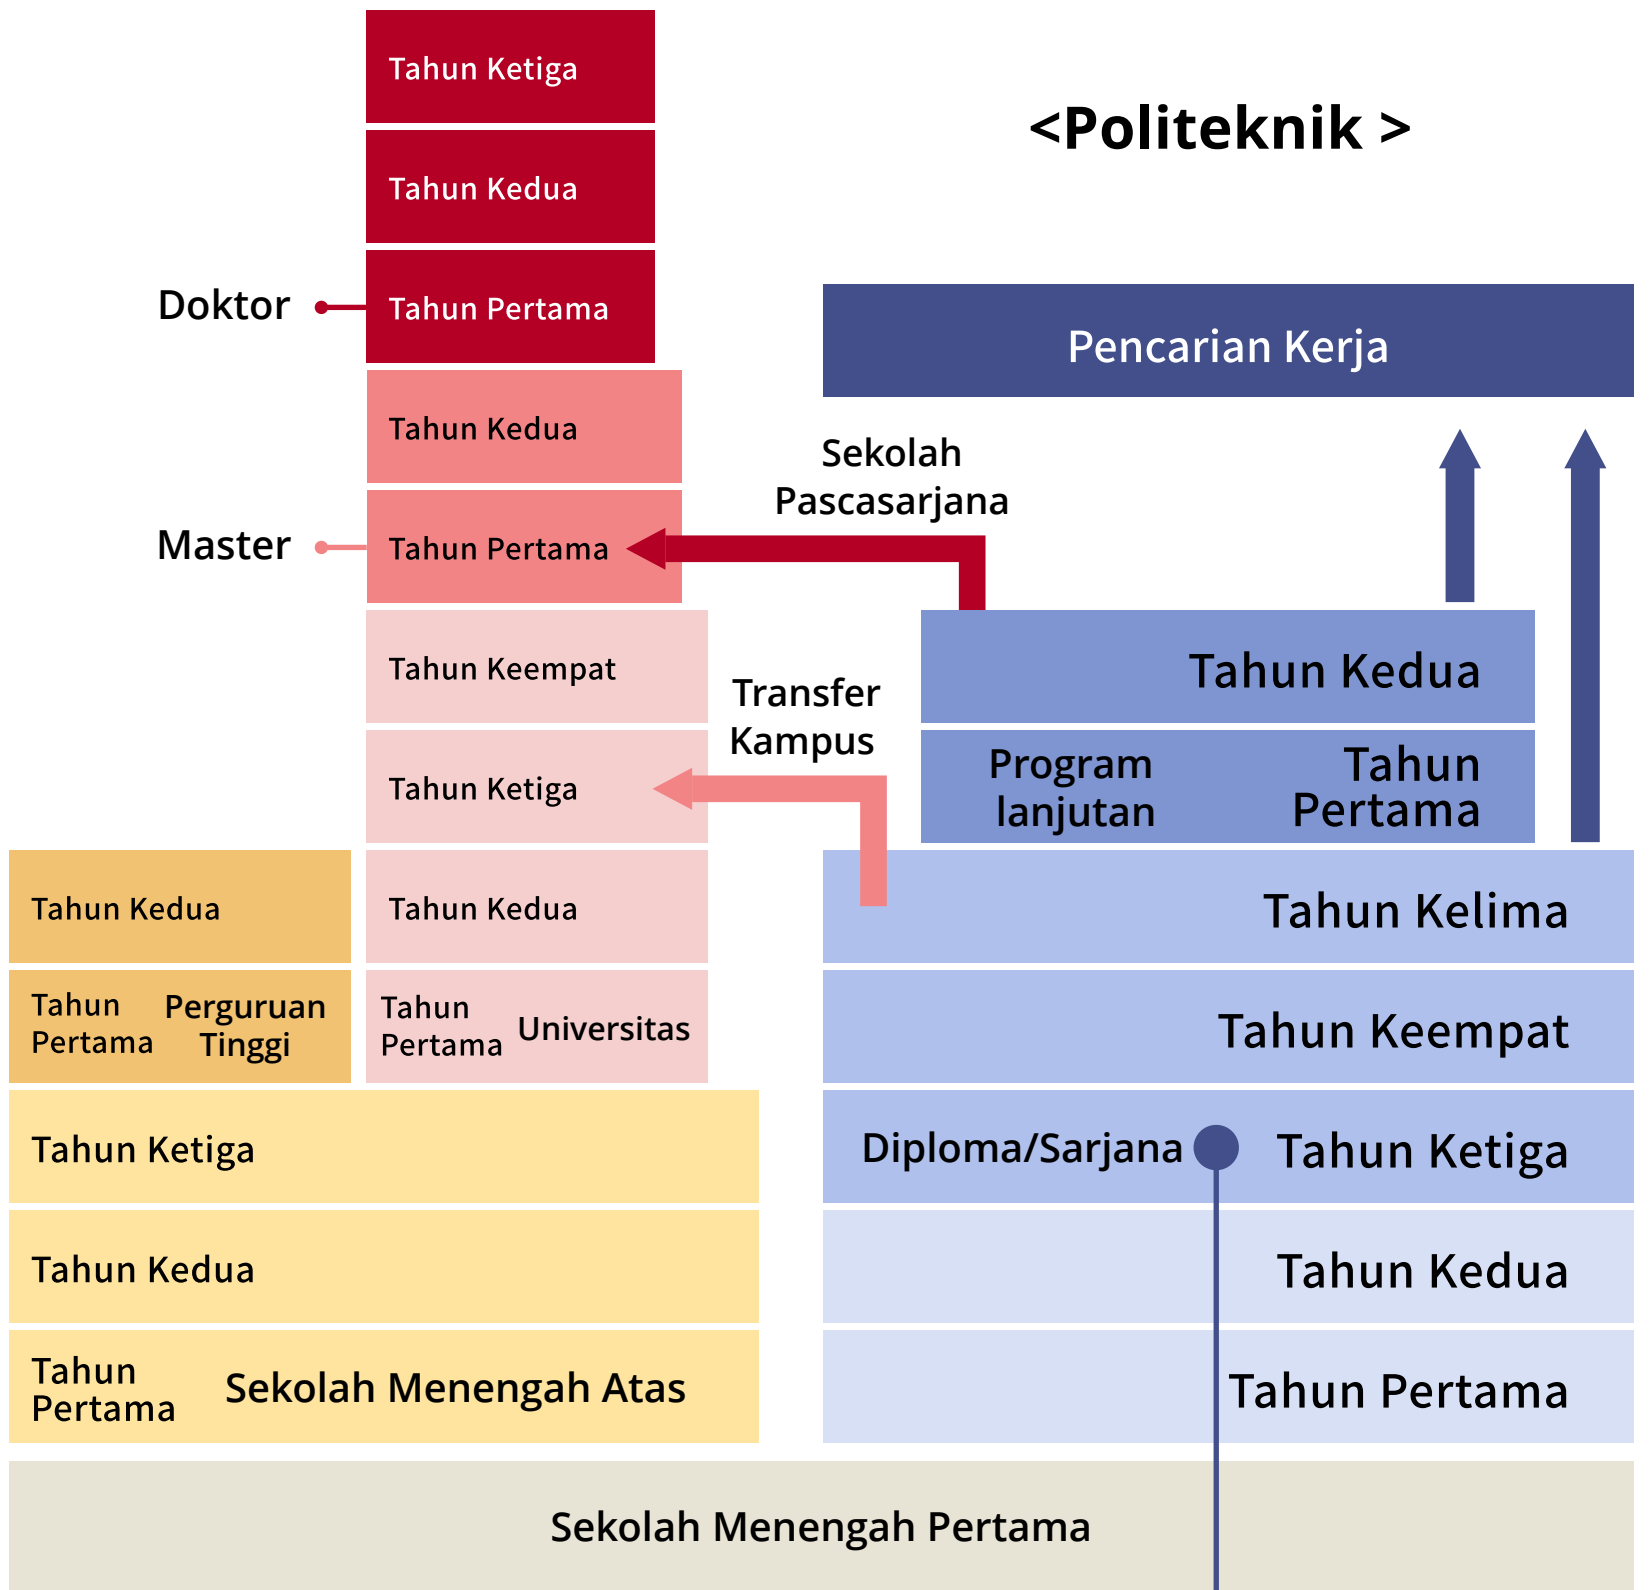 Tahun Ketiga
<Politeknik >
Tahun Kedua
Doktor
Tahun Pertama
Pencarian Kerja
Tahun Kedua
Sekolah
Pascasarjana
Master
Tahun Pertama
Tahun Keempat
Tahun Kedua
Transfer
Kampus
Tahun Ketiga
Program
lanjutan
Tahun
Pertama
Tahun Kedua
Tahun Kedua
Tahun Kelima
Tahun
Pertama
Perguruan
Tinggi
Tahun
Pertama
Universitas
Tahun Keempat
Tahun Ketiga
Diploma/Sarjana
Tahun Ketiga
Tahun Kedua
Tahun Kedua
Tahun
Pertama
Sekolah Menengah Atas
Tahun Pertama
Sekolah Menengah Pertama